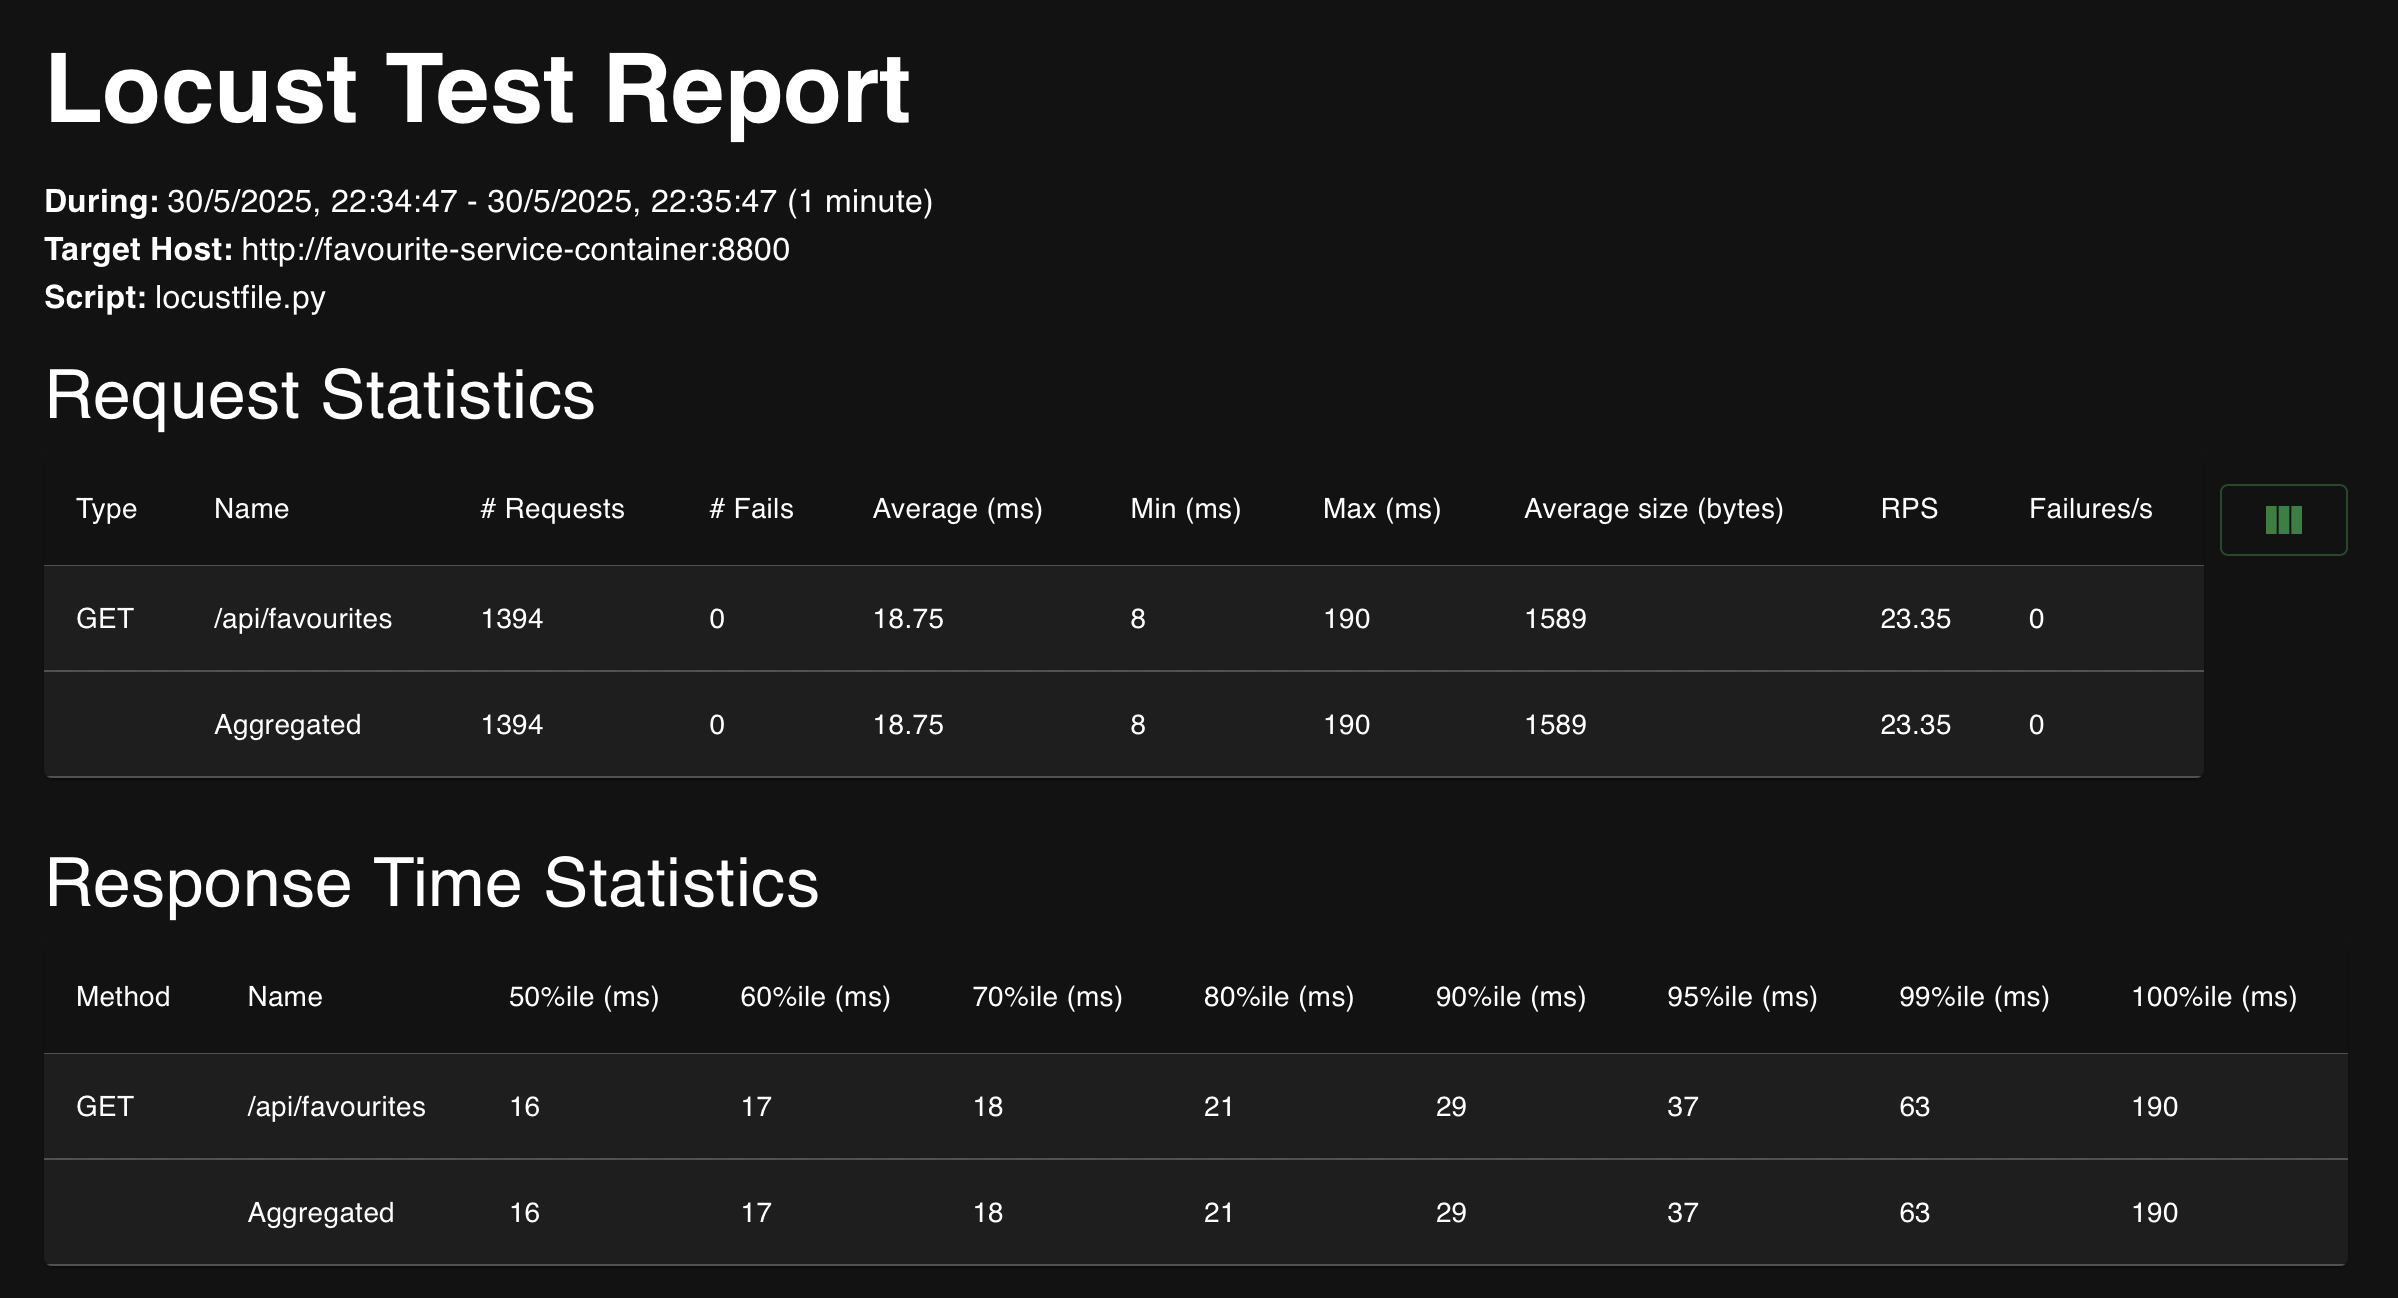 Locust Test Report
During: 30/5/2025, 22:34:47 - 30/5/2025, 22:35:47 (1 minute)
Target Host: http://favourite-service-container:8800
Script: locustfile.py
Request Statistics
Type Name # Requests # Fails Average (ms) Min (ms) Max (ms) Average size (bytes) RPS Failures/s
GET /api/favourites 1394 0 18.75 8 190 1589 23.35 0
Aggregated 1394 0 18.75 8 190 1589 23.35 0
Response Time Statistics
Method Name 50%ile (ms) 60%ile (ms) 70%ile (ms) 80%ile (ms) 90%ile (ms) 95%ile (ms) 99%ile (ms) 100%ile (ms)
GET /api/favourites 16 17 18 21 29 37 63 190
Aggregated 16 17 18 21 29 37 63 190